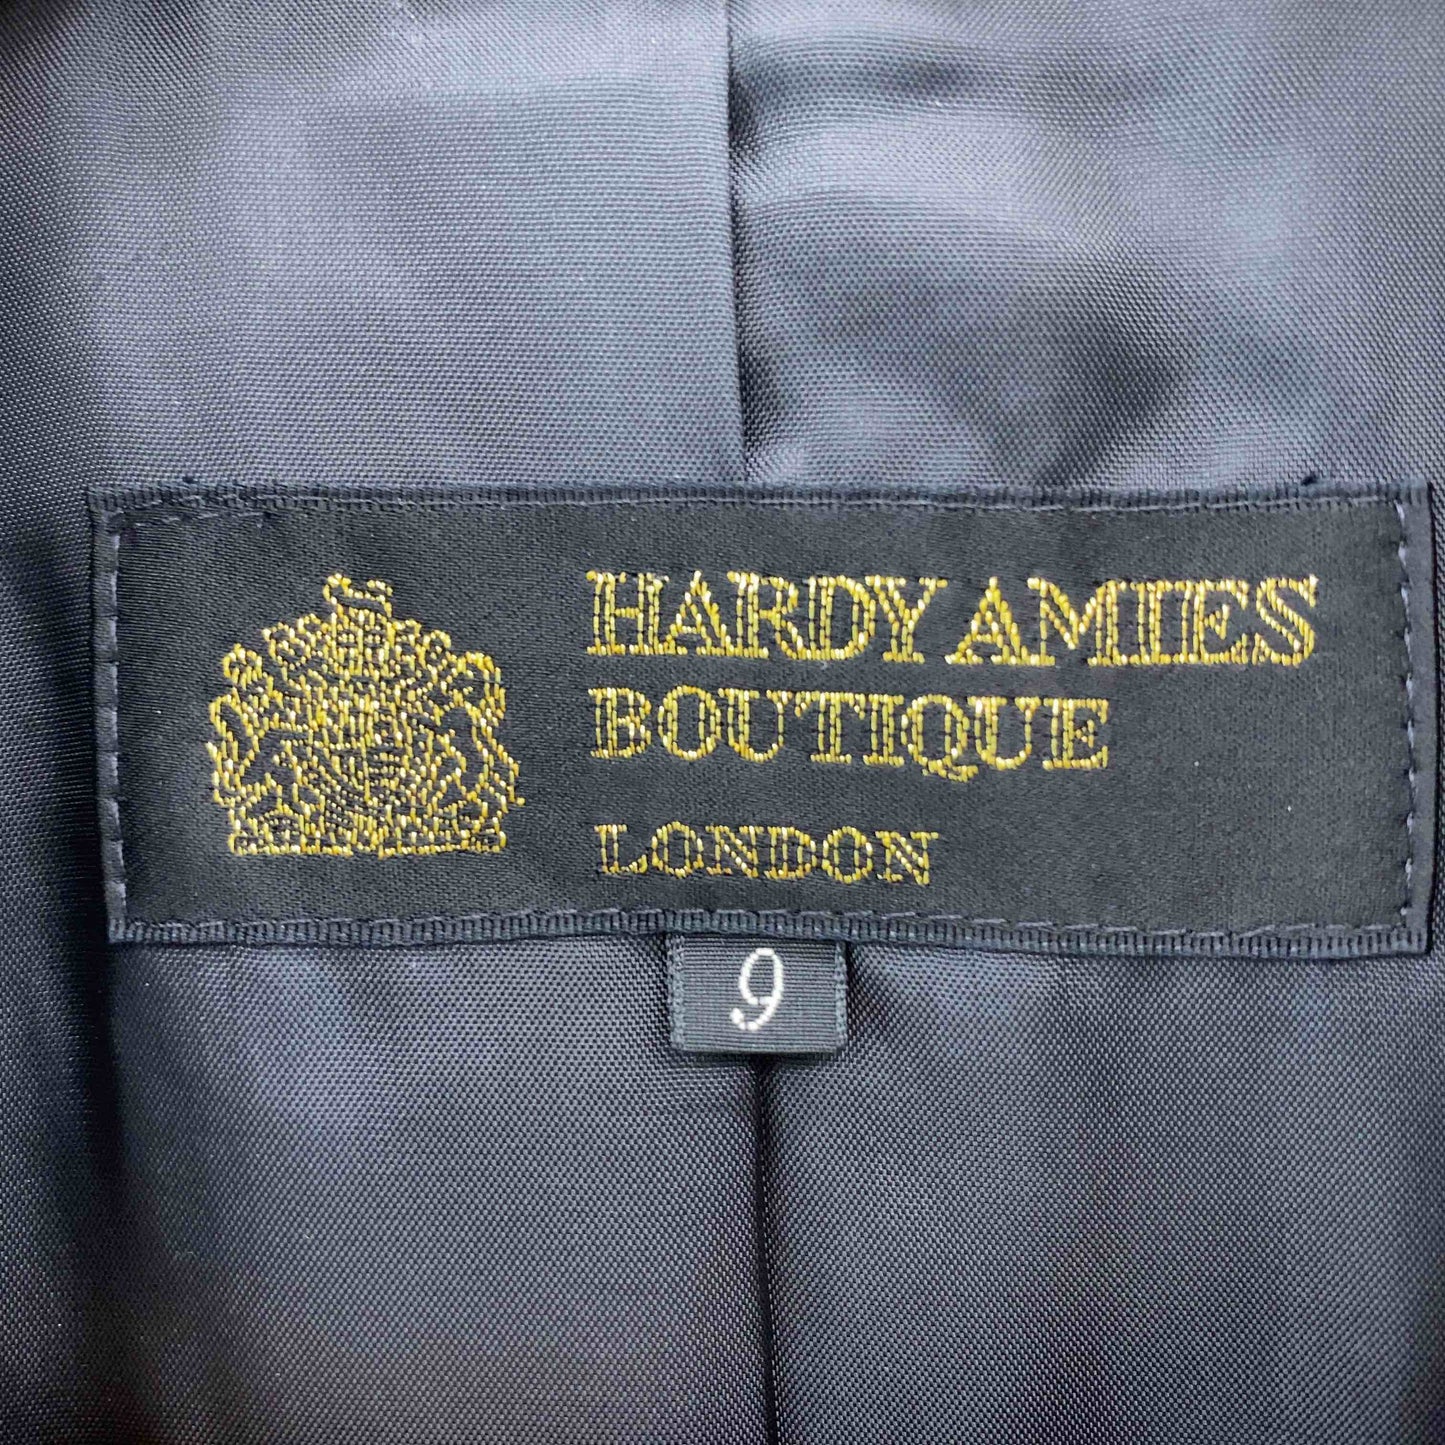 HARDY AMIES
BOUTIQUE
LONDON
9